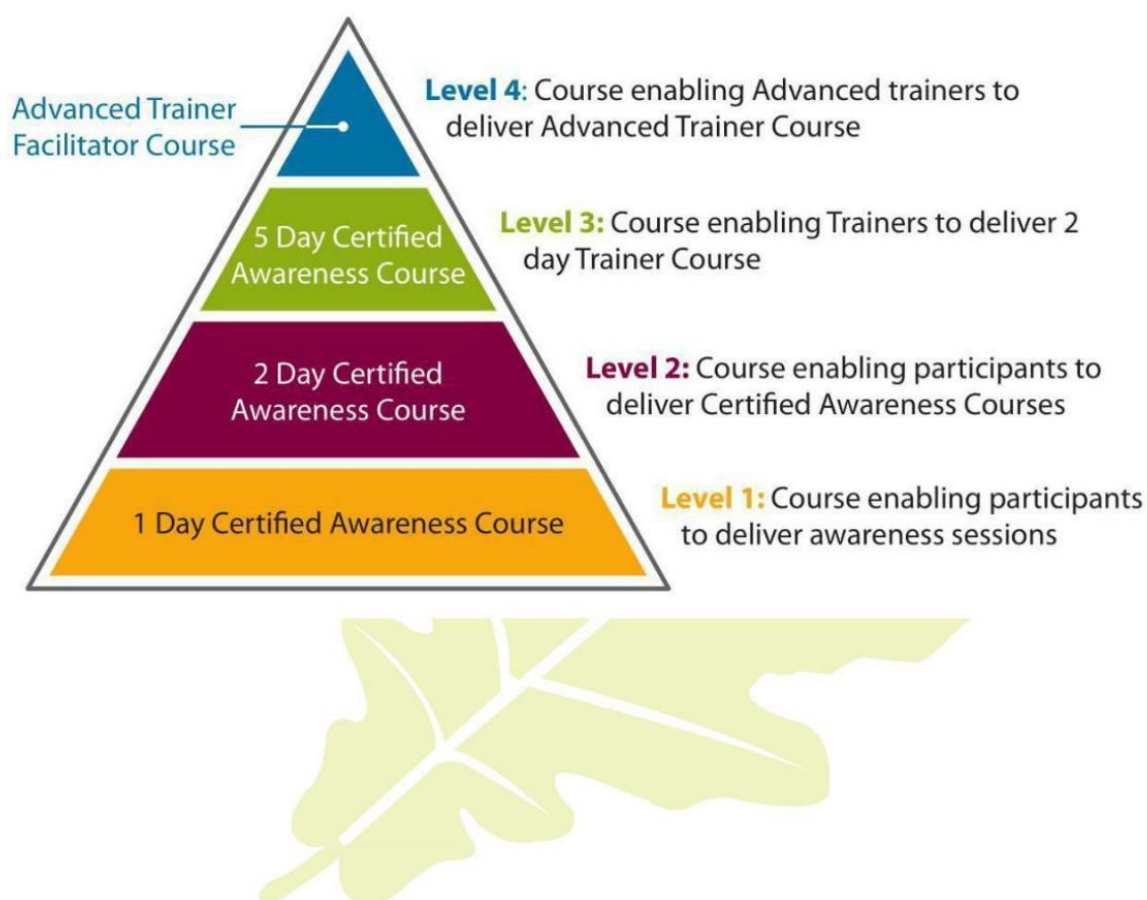 Advanced Trainer
Facilitator Course
Level 4: Course enabling Advanced trainers to
deliver Advanced Trainer Course
5 Day Certified
Awareness Course
Level 3: Course enabling Trainers to deliver 2
day Trainer Course
2 Day Certified
Awareness Course
Level 2: Course enabling participants to
deliver Certified Awareness Courses
1 Day Certified Awareness Course
Level 1: Course enabling participants
to deliver awareness sessions